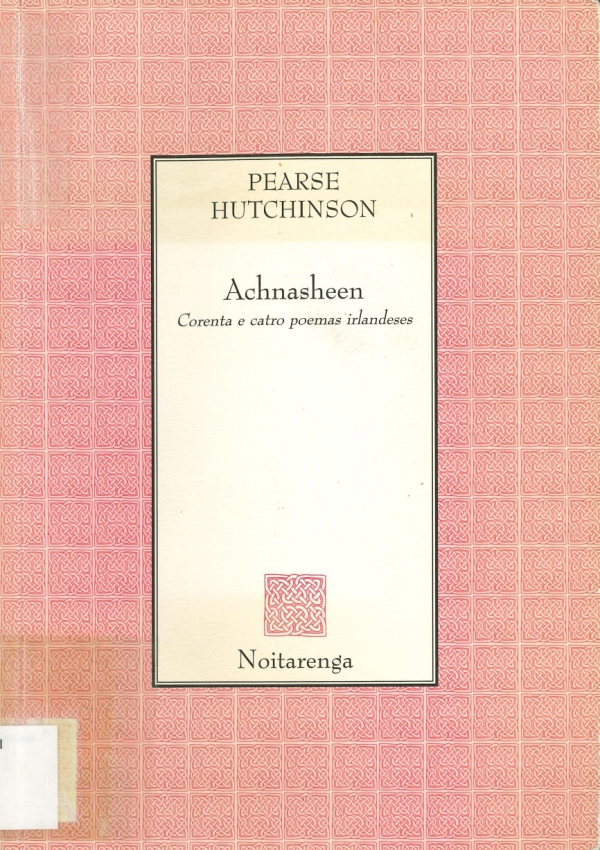 PEARSE
HUTCHINSON
Achnasheen
Corenta e catro poemas irlandeses
Noitarenga